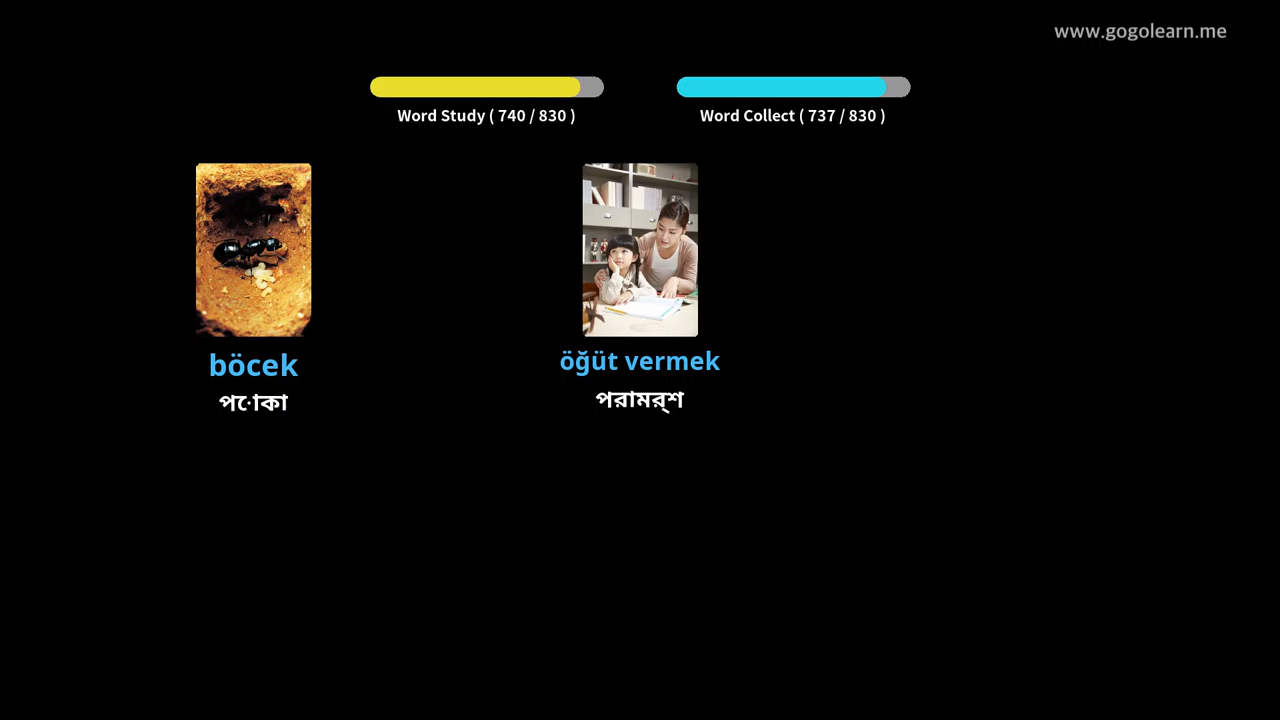 www.gogolearn.me
Word Study ( 740 / 830 )
Word Collect ( 737 / 830 )
böcek
öğüt vermek
পোকা
পরামর্শ